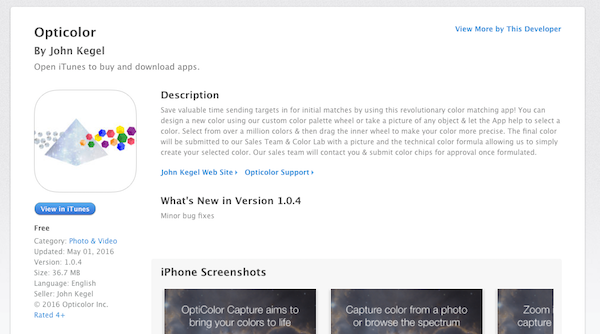 Opticolor
View More by This Developer
By John Kegel
Open iTunes to buy and download apps.
Description
Save valuable time sending targets in for initial matches by using this revolutionary color matching app! You can
design a new color using our custom color palette wheel or take a picture of any object & let the App help to select a
color. Select from over a million colors & then drag the inner wheel to make your color more precise. The final color
will be submitted to our Sales Team & Color Lab with a picture and the technical color formula allowing us to simply
create your selected color. Our sales team will contact you & submit color chips for approval once formulated.
John Kegel Web Site Opticolor Support
What's New in Version 1.0.4
Minor bug fixes
View in iTunes
Free
Category: Photo & Video
Updated: May 01, 2016
Version: 1.0.4
Size: 36.7 MB
Language: English
Seller: John Kegel
© 2016 Opticolor Inc.
Rated 4+
iPhone Screenshots
OptiColor Capture aims to
bring your colors to life
Capture color from a photo
or browse the spectrum
Zoom
capture